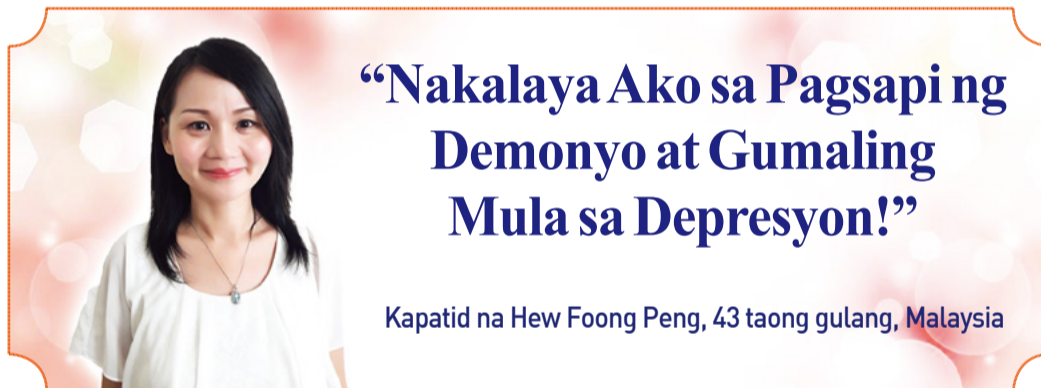 “Nakalaya Ako sa Pagsapi ng
Demonyo at Gumaling
Mula sa Depresyon!”
Kapatid na Hew Foong Peng, 43 taong gulang, Malaysia